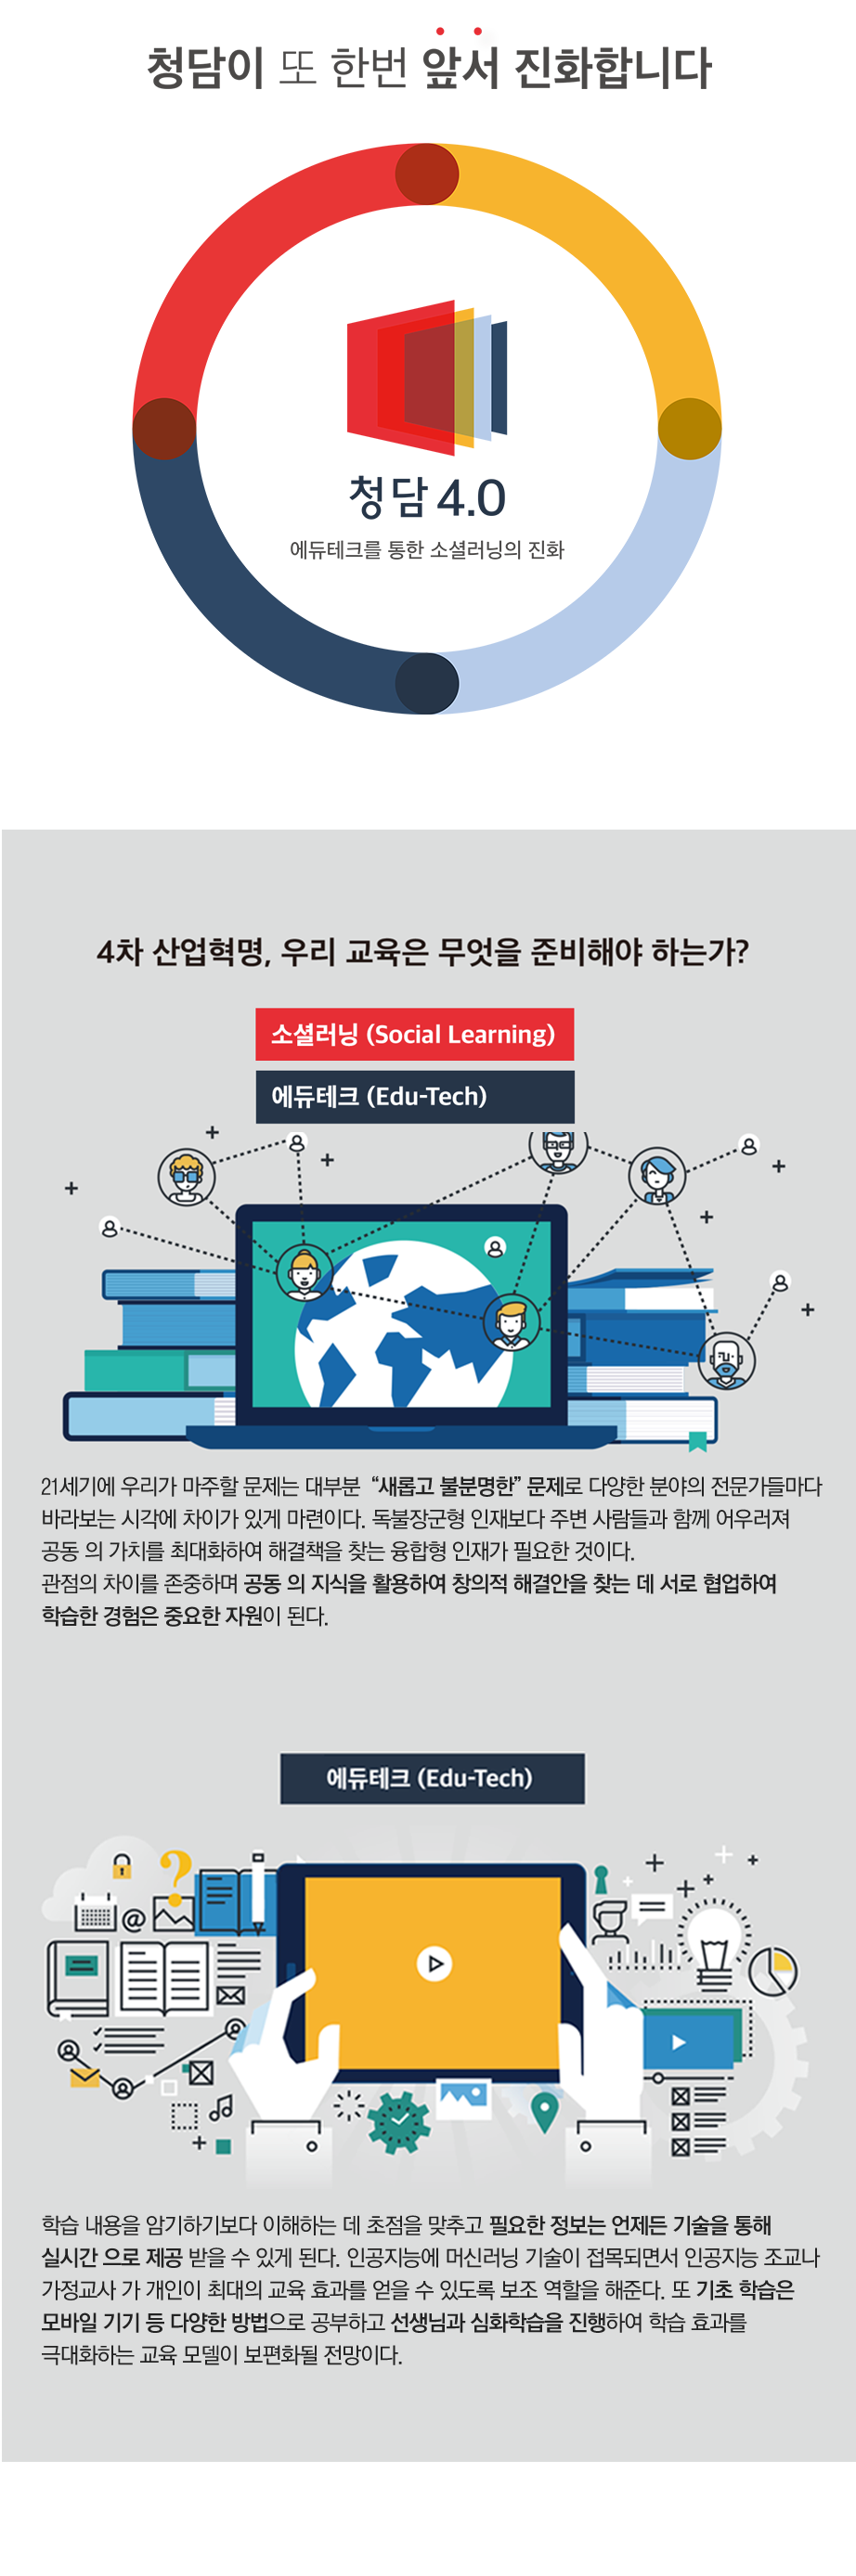 청담이 또 한번 앞서 진화합니다
청담 4.0
에듀테크를 통한 소셜러닝의 진화
4차 산업혁명, 우리 교육은 무엇을 준비해야 하는가?
소셜러닝 (Social Learning)
에듀테크 (Edu-Tech)
21세기에 우리가 마주할 문제는 대부분 “새롭고 불분명한” 문제로 다양한 분야의 전문가들마다
바라보는 시각에 차이가 있게 마련이다. 독불장군형 인재보다 주변 사람들과 함께 어우러져
공동 의 가치를 최대화하여 해결책을 찾는 융합형 인재가 필요한 것이다.
관점의 차이를 존중하며 공동 의 지식을 활용하여 창의적 해결안을 찾는 데 서로 협업하여
학습한 경험은 중요한 자원이 된다.
에듀테크 (Edu-Tech)
학습 내용을 암기하기보다 이해하는 데 초점을 맞추고 필요한 정보는 언제든 기술을 통해
실시간 으로 제공 받을 수 있게 된다. 인공지능에 머신러닝 기술이 접목되면서 인공지능 조교나
가정교사 가 개인이 최대의 교육 효과를 얻을 수 있도록 보조 역할을 해준다. 또 기초 학습은
모바일 기기 등 다양한 방법으로 공부하고 선생님과 심화학습을 진행하여 학습 효과를
극대화하는 교육 모델이 보편화될 전망이다.